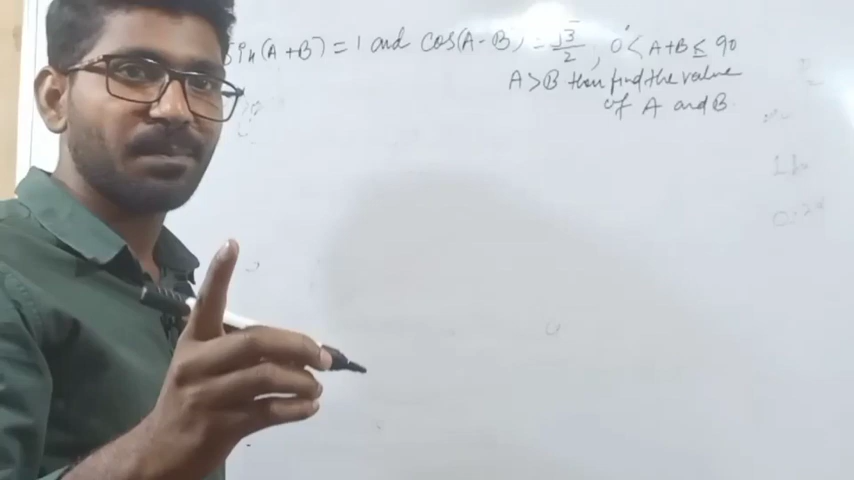 Sin(A+B) = 1 and cos(A-B) = √3/2, 0° < A+B ≤ 90
A>B then find the value
of A and B